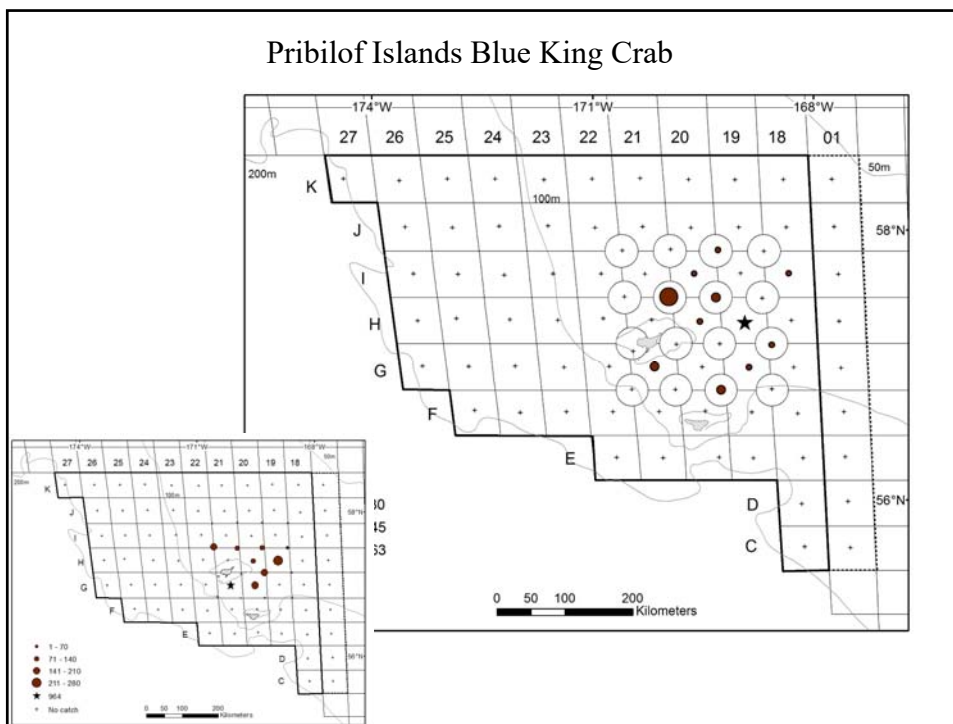 Pribilof Islands Blue King Crab
174°W 171°W 168°W
27 26 25 24 23 22 21 20 19 18 01
200m
50m
K
100m
J
58°N
I
H
G
F
E
D
56°N
C
0 50 100 200
Kilometers
30
45
63
174°W 171°W 168°W
27 26 25 24 23 22 21 20 19 18
200m
50m
K
100m
J
58°N
I
H
G
F
E
D
56°N
C
1 - 70
71 - 140
141 - 210
211 - 280
964
No catch
0 50 100 200
Kilometers